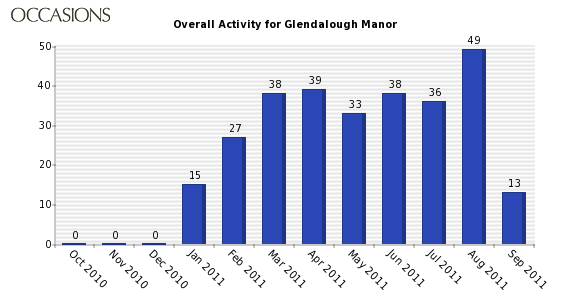 OCCASIONS
Overall Activity for Glendalough Manor
50
40
30
20
10
0
0
0
0
15
27
38
39
33
38
36
49
13
Oct 2010
Nov 2010
Dec 2010
Jan 2011
Feb 2011
Mar 2011
Apr 2011
May 2011
Jun 2011
Jul 2011
Aug 2011
Sep 2011